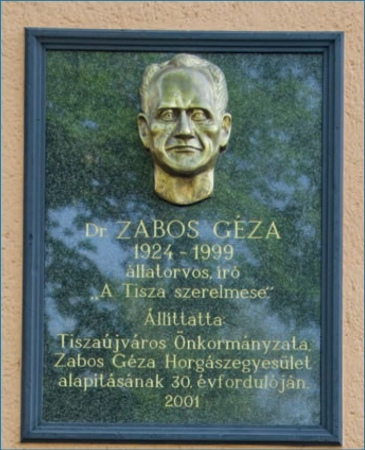 Dr ZABOS GÉZA
1924 - 1999
állatorvos, író
„A Tisza szerelmese"
Állíttatta:
Tiszaújváros Önkormányzata,
Zabos Géza Horgászegyesület
alapításának 30. évfordulóján.
2001